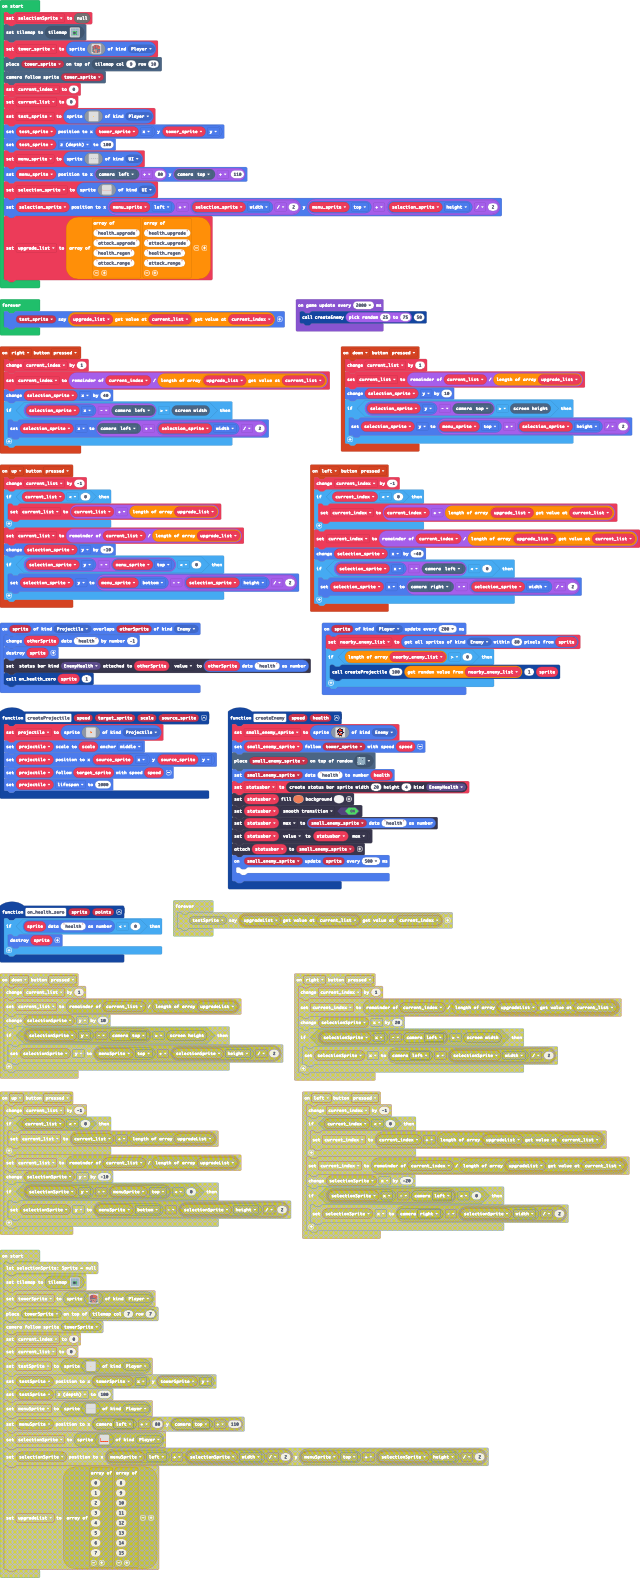 on start
set selectionSprite to null
set tilemap to tilemap
set tower_sprite to sprite of kind Player
place tower_sprite on top of tilemap col 9 row 10
camera follow sprite tower_sprite
set current_index to 0
set current_list to 0
set test_sprite to sprite of kind Player
set test_sprite position to x tower_sprite x y tower_sprite y
set test_sprite z (depth) to 100
set menu_sprite to sprite of kind UI
set menu_sprite position to x camera left + 80 y camera top + 110
set selection_sprite to sprite of kind UI
set selection_sprite position to x menu_sprite left + selection_sprite width / 2 y menu_sprite top + selection_sprite height / 2
array of array of
health_upgrade health_upgrade
attack_upgrade attack_upgrade
set upgrade_list to array of
health_regen health_regen
attack_range attack_range
forever
test_sprite say upgrade_list get value at current_list get value at current_index
on game update every 2000 ms
call createEnemy pick random 25 to 75 50
on right button pressed
change current_index by 1
set current_index to remainder of current_index / length of array upgrade_list get value at current_list
change selection_sprite x by 40
if selection_sprite x - camera left > screen width then
set selection_sprite x to camera left + selection_sprite width / 2
on down button pressed
change current_list by 1
set current_list to remainder of current_list / length of array upgrade_list
change selection_sprite y by 10
if selection_sprite y - camera top > screen height then
set selection_sprite y to menu_sprite top + selection_sprite height / 2
on up button pressed
change current_list by -1
if current_list < 0 then
set current_list to current_list + length of array upgrade_list
set current_list to remainder of current_list / length of array upgrade_list
change selection_sprite y by -10
if selection_sprite y - menu_sprite top < 0 then
set selection_sprite y to menu_sprite bottom - selection_sprite height / 2
on left button pressed
change current_index by -1
if current_index < 0 then
set current_index to current_index + length of array upgrade_list get value at current_list
set current_index to remainder of current_index / length of array upgrade_list get value at current_list
change selection_sprite x by -40
if selection_sprite x - camera left < 0 then
set selection_sprite x to camera right - selection_sprite width / 2
on sprite of kind Projectile overlaps otherSprite of kind Enemy
change otherSprite data health by number -1
destroy sprite
set status bar kind EnemyHealth attached to otherSprite value to otherSprite data health as number
call on_health_zero sprite 1
on sprite of kind Player update every 200 ms
set nearby_enemy_list to get all sprites of kind Enemy within 80 pixels from sprite
if length of array nearby_enemy_list > 0 then
call createProjectile 100 get random value from nearby_enemy_list 1 sprite
function createProjectile speed target_sprite scale source_sprite
set projectile to sprite of kind Projectile
set projectile scale to scale anchor middle
set projectile position to x source_sprite x y source_sprite y
set projectile follow target_sprite with speed speed
set projectile lifespan to 1000
function createEnemy speed health
set small_enemy_sprite to sprite of kind Enemy
set small_enemy_sprite follow tower_sprite with speed speed
place small_enemy_sprite on top of random
set small_enemy_sprite data health to number health
set statusbar to create status bar sprite width 20 height 4 kind EnemyHealth
set statusbar fill background
set statusbar smooth transition
set statusbar max to small_enemy_sprite data health as number
set statusbar value to statusbar max
attach statusbar to small_enemy_sprite
on small_enemy_sprite update sprite every 500 ms
function on_health_zero sprite points
if sprite data health as number < 0 then
destroy sprite
forever
testSprite say upgradeList get value at current_list get value at current_index
on down button pressed
change current_list by 1
set current_list to remainder of current_list / length of array upgradeList
change selectionSprite y by 10
if selectionSprite y - camera top > screen height then
set selectionSprite y to menuSprite top + selectionSprite height / 2
on right button pressed
change current_index by 1
set current_index to remainder of current_index / length of array upgradeList get value at current_list
change selectionSprite x by 20
if selectionSprite x - camera left > screen width then
set selectionSprite x to camera left + selectionSprite width / 2
on up button pressed
change current_list by -1
if current_list < 0 then
set current_list to current_list + length of array upgradeList
set current_list to remainder of current_list / length of array upgradeList
change selectionSprite y by -10
if selectionSprite y - menuSprite top < 0 then
set selectionSprite y to menuSprite bottom - selectionSprite height / 2
on left button pressed
change current_index by -1
if current_index < 0 then
set current_index to current_index + length of array upgradeList get value at current_list
set current_index to remainder of current_index / length of array upgradeList get value at current_list
change selectionSprite x by -20
if selectionSprite x - camera left < 0 then
set selectionSprite x to camera right - selectionSprite width / 2
on start
let selectionSprite: Sprite = null
set tilemap to tilemap
set towerSprite to sprite of kind Player
place towerSprite on top of tilemap col 7 row 7
camera follow sprite towerSprite
set current_index to 0
set current_list to 0
set testSprite to sprite of kind Player
set testSprite position to x towerSprite x y towerSprite y
set testSprite z (depth) to 100
set menuSprite to sprite of kind Player
set menuSprite position to x camera left + 80 y camera top + 110
set selectionSprite to sprite of kind Player
set selectionSprite position to x menuSprite left + selectionSprite width / 2 y menuSprite top + selectionSprite height / 2
array of array of
0 8
1 9
2 10
3 11
set upgradeList to array of
4 12
5 13
6 14
7 15